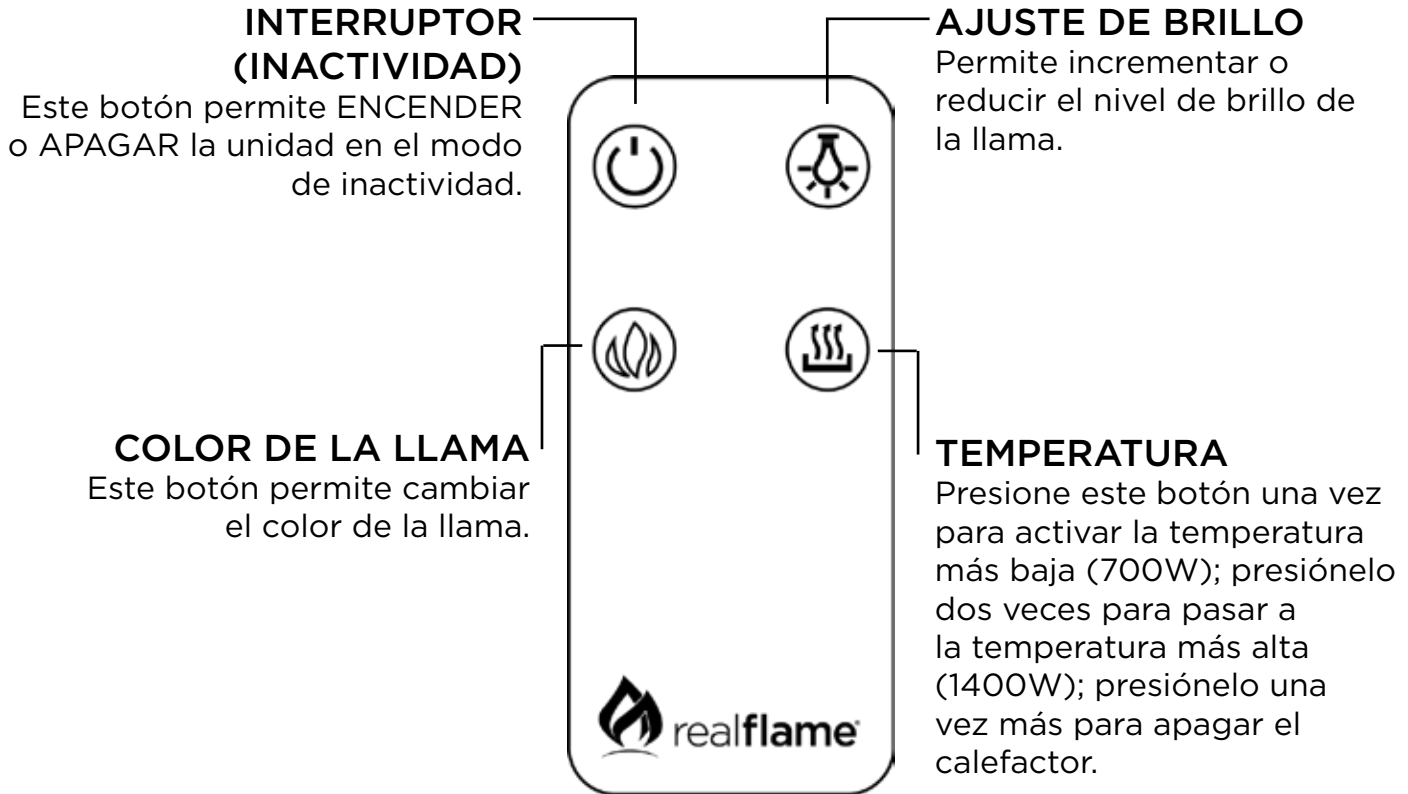 INTERRUPTOR
(INACTIVIDAD)
Este botón permite ENCENDER
o APAGAR la unidad en el modo
de inactividad.
AJUSTE DE BRILLO
Permite incrementar o
reducir el nivel de brillo de
la llama.
COLOR DE LA LLAMA
Este botón permite cambiar
el color de la llama.
TEMPERATURA
Presione este botón una vez
para activar la temperatura
más baja (700W); presiónelo
dos veces para pasar a
la temperatura más alta
(1400W); presiónelo una
vez más para apagar el
calefactor.
realflame